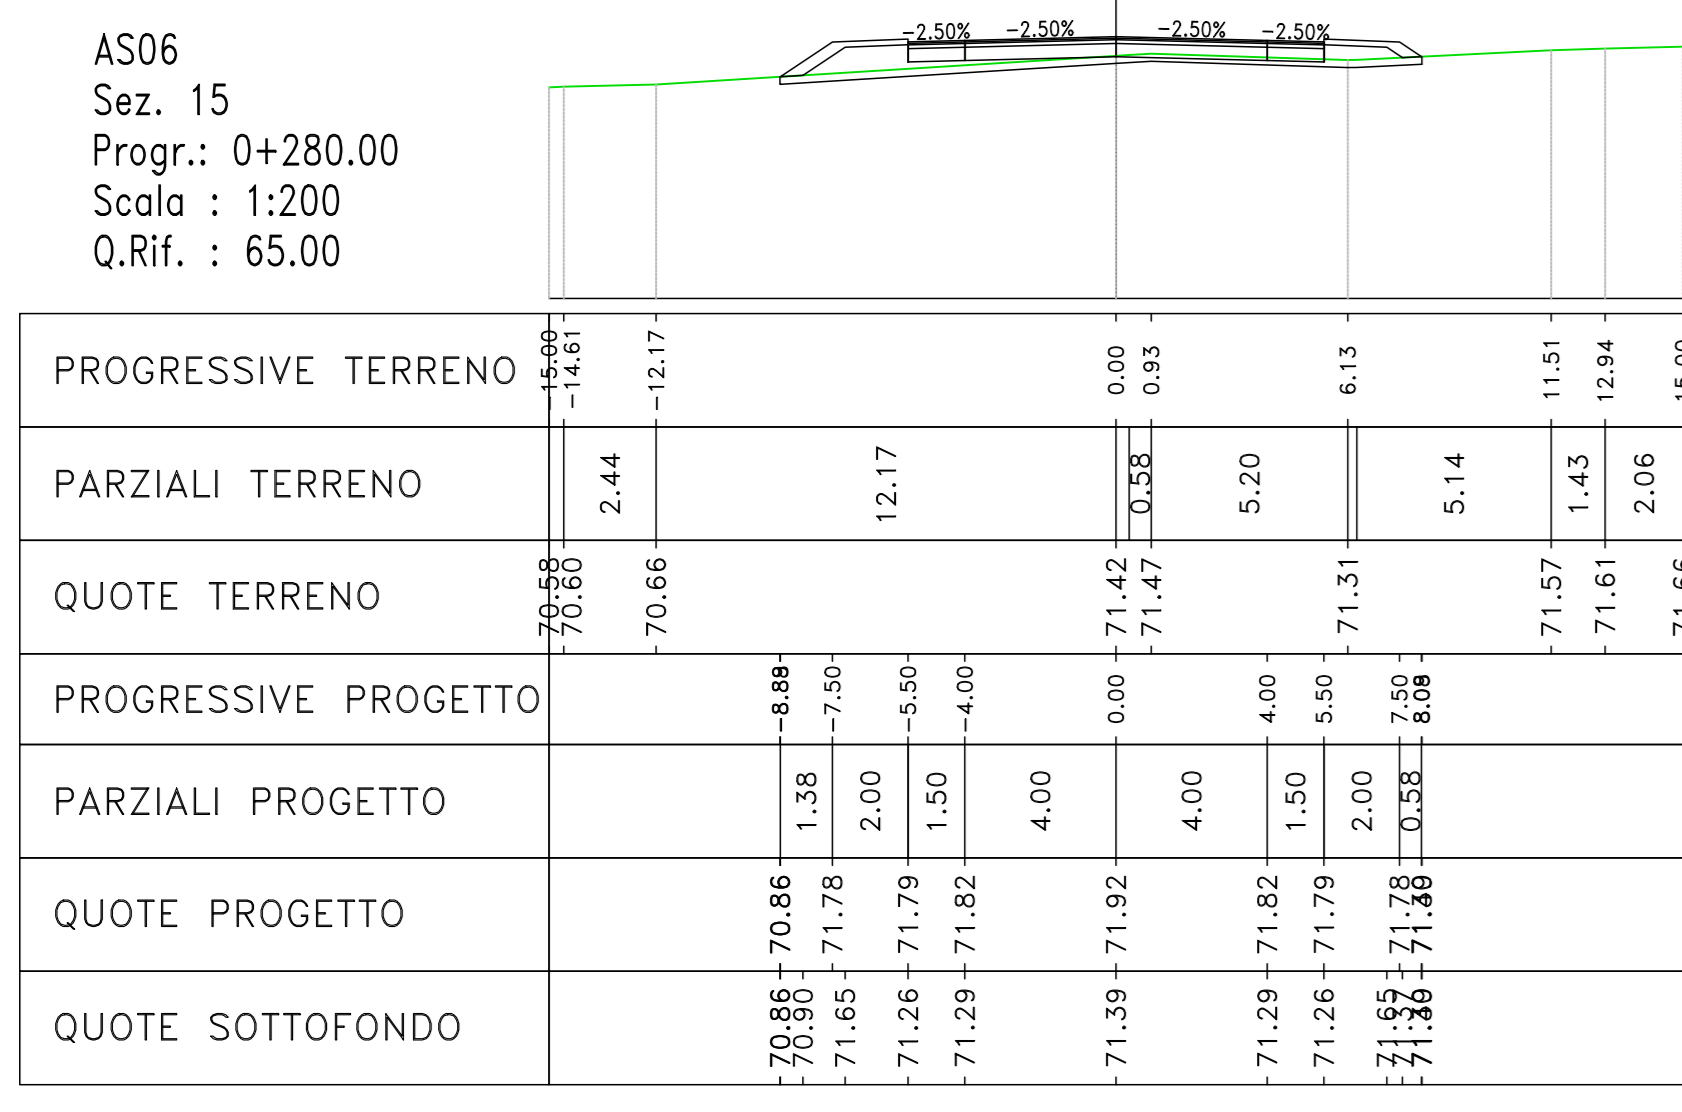 -2.50% -2.50% -2.50% -2.50%
AS06
Sez. 15
Progr.: 0+280.00
Scala : 1:200
Q.Rif. : 65.00
PROGRESSIVE TERRENO -15.00 -14.61 -12.17 0.00 0.93 6.13 11.51 12.94
PARZIALI TERRENO 2.44 12.17 0.58 5.20 5.14 1.43 2.06
QUOTE TERRENO 70.58 70.60 70.66 71.42 71.47 71.31 71.57 71.61 71.66
PROGRESSIVE PROGETTO -7.50 -5.50 -4.00 0.00 4.00 5.50 7.50
PARZIALI PROGETTO 1.38 2.00 1.50 4.00 4.00 1.50 2.00 0.58
QUOTE PROGETTO 70.86 71.78 71.79 71.82 71.92 71.82 71.79 71.78
QUOTE SOTTOFONDO 70.86 70.90 71.65 71.26 71.29 71.39 71.29 71.26 71.65 71.37